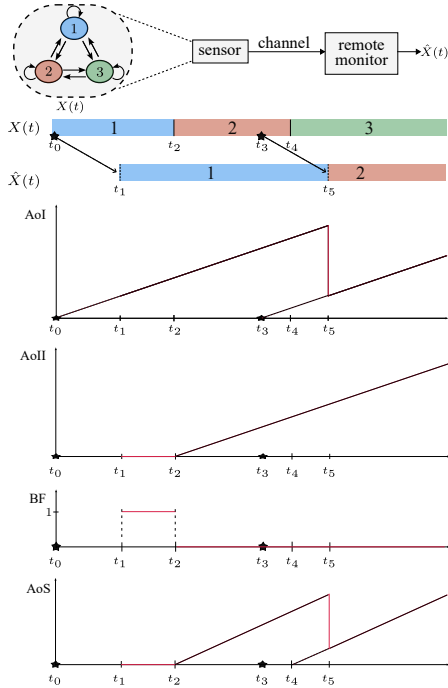 1
2 3
X(t)
sensor
channel
remote
monitor
X̂(t)
X(t) 1 2 3
t₀ t₂ t₃ t₄
X̂(t) 1 2
t₁ t₅
AoI
t₀ t₁ t₂ t₃ t₄ t₅
AoII
t₀ t₁ t₂ t₃ t₄ t₅
BF
1
t₀ t₁ t₂ t₃ t₄ t₅
AoS
t₀ t₁ t₂ t₃ t₄ t₅